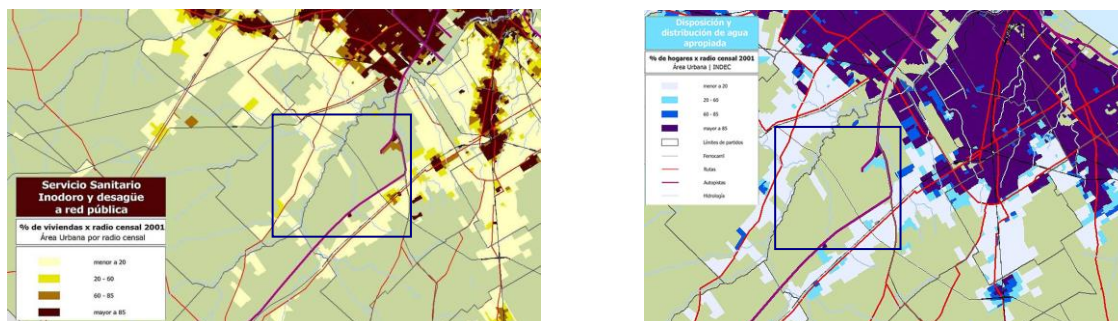 Servicio Sanitario
Inodoro y desagüe
a red pública
% de viviendas x radio censal 2001
Área Urbana por radio censal
menor a 20
20 - 60
60 - 85
mayor a 85
Disposición y
distribución de agua
apropiada
% de hogares x radio censal 2001
Área Urbana | INDEC
menor a 20
20 - 60
60 - 85
mayor a 85
Límites de partidos
Ferrocarril
Rutas
Autopistas
Hidrología